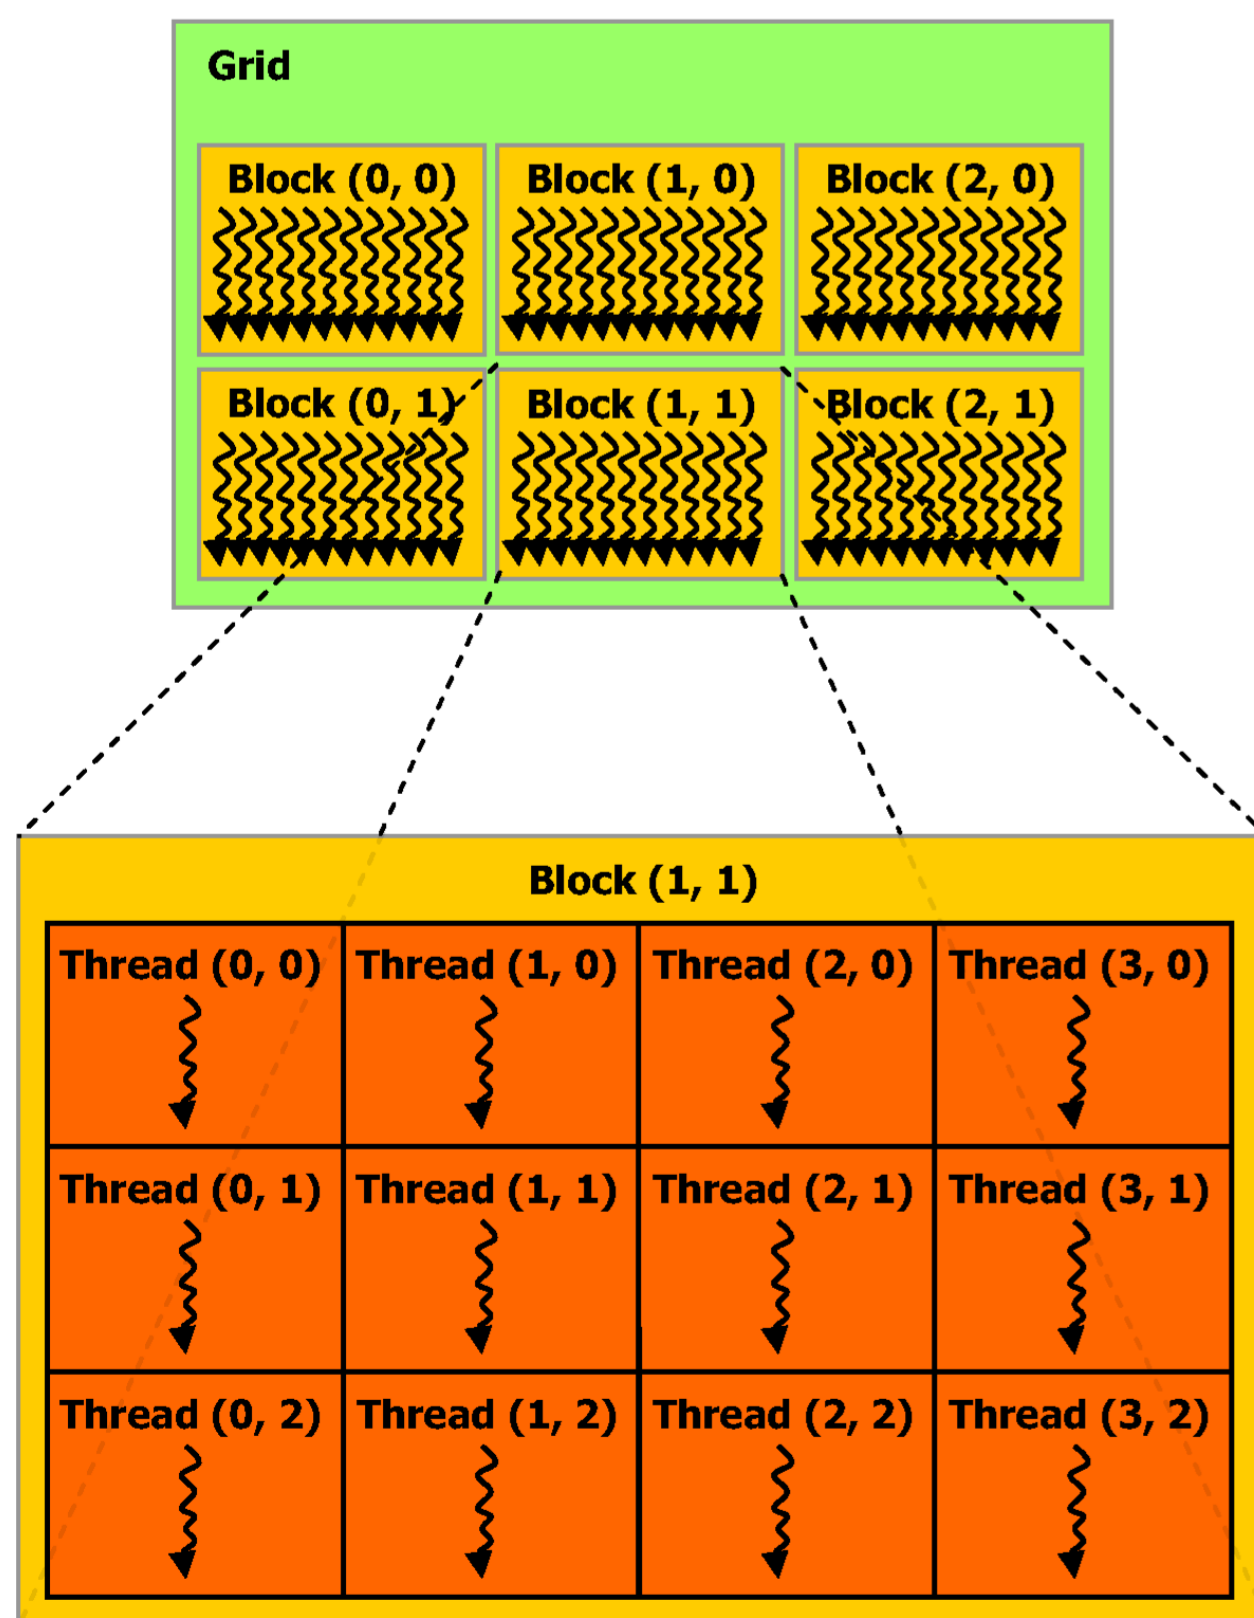 Grid
Block (0, 0) Block (1, 0) Block (2, 0)
Block (0, 1) Block (1, 1) Block (2, 1)
Block (1, 1)
Thread (0, 0) Thread (1, 0) Thread (2, 0) Thread (3, 0)
Thread (0, 1) Thread (1, 1) Thread (2, 1) Thread (3, 1)
Thread (0, 2) Thread (1, 2) Thread (2, 2) Thread (3, 2)